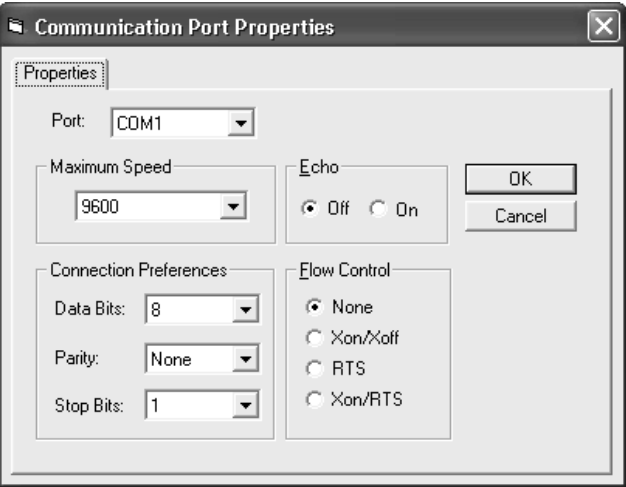 Communication Port Properties
Properties
Port: COM1
Maximum Speed
9600
Echo
Off On
OK
Cancel
Connection Preferences
Data Bits: 8
Parity: None
Stop Bits: 1
Flow Control
None
Xon/Xoff
RTS
Xon/RTS